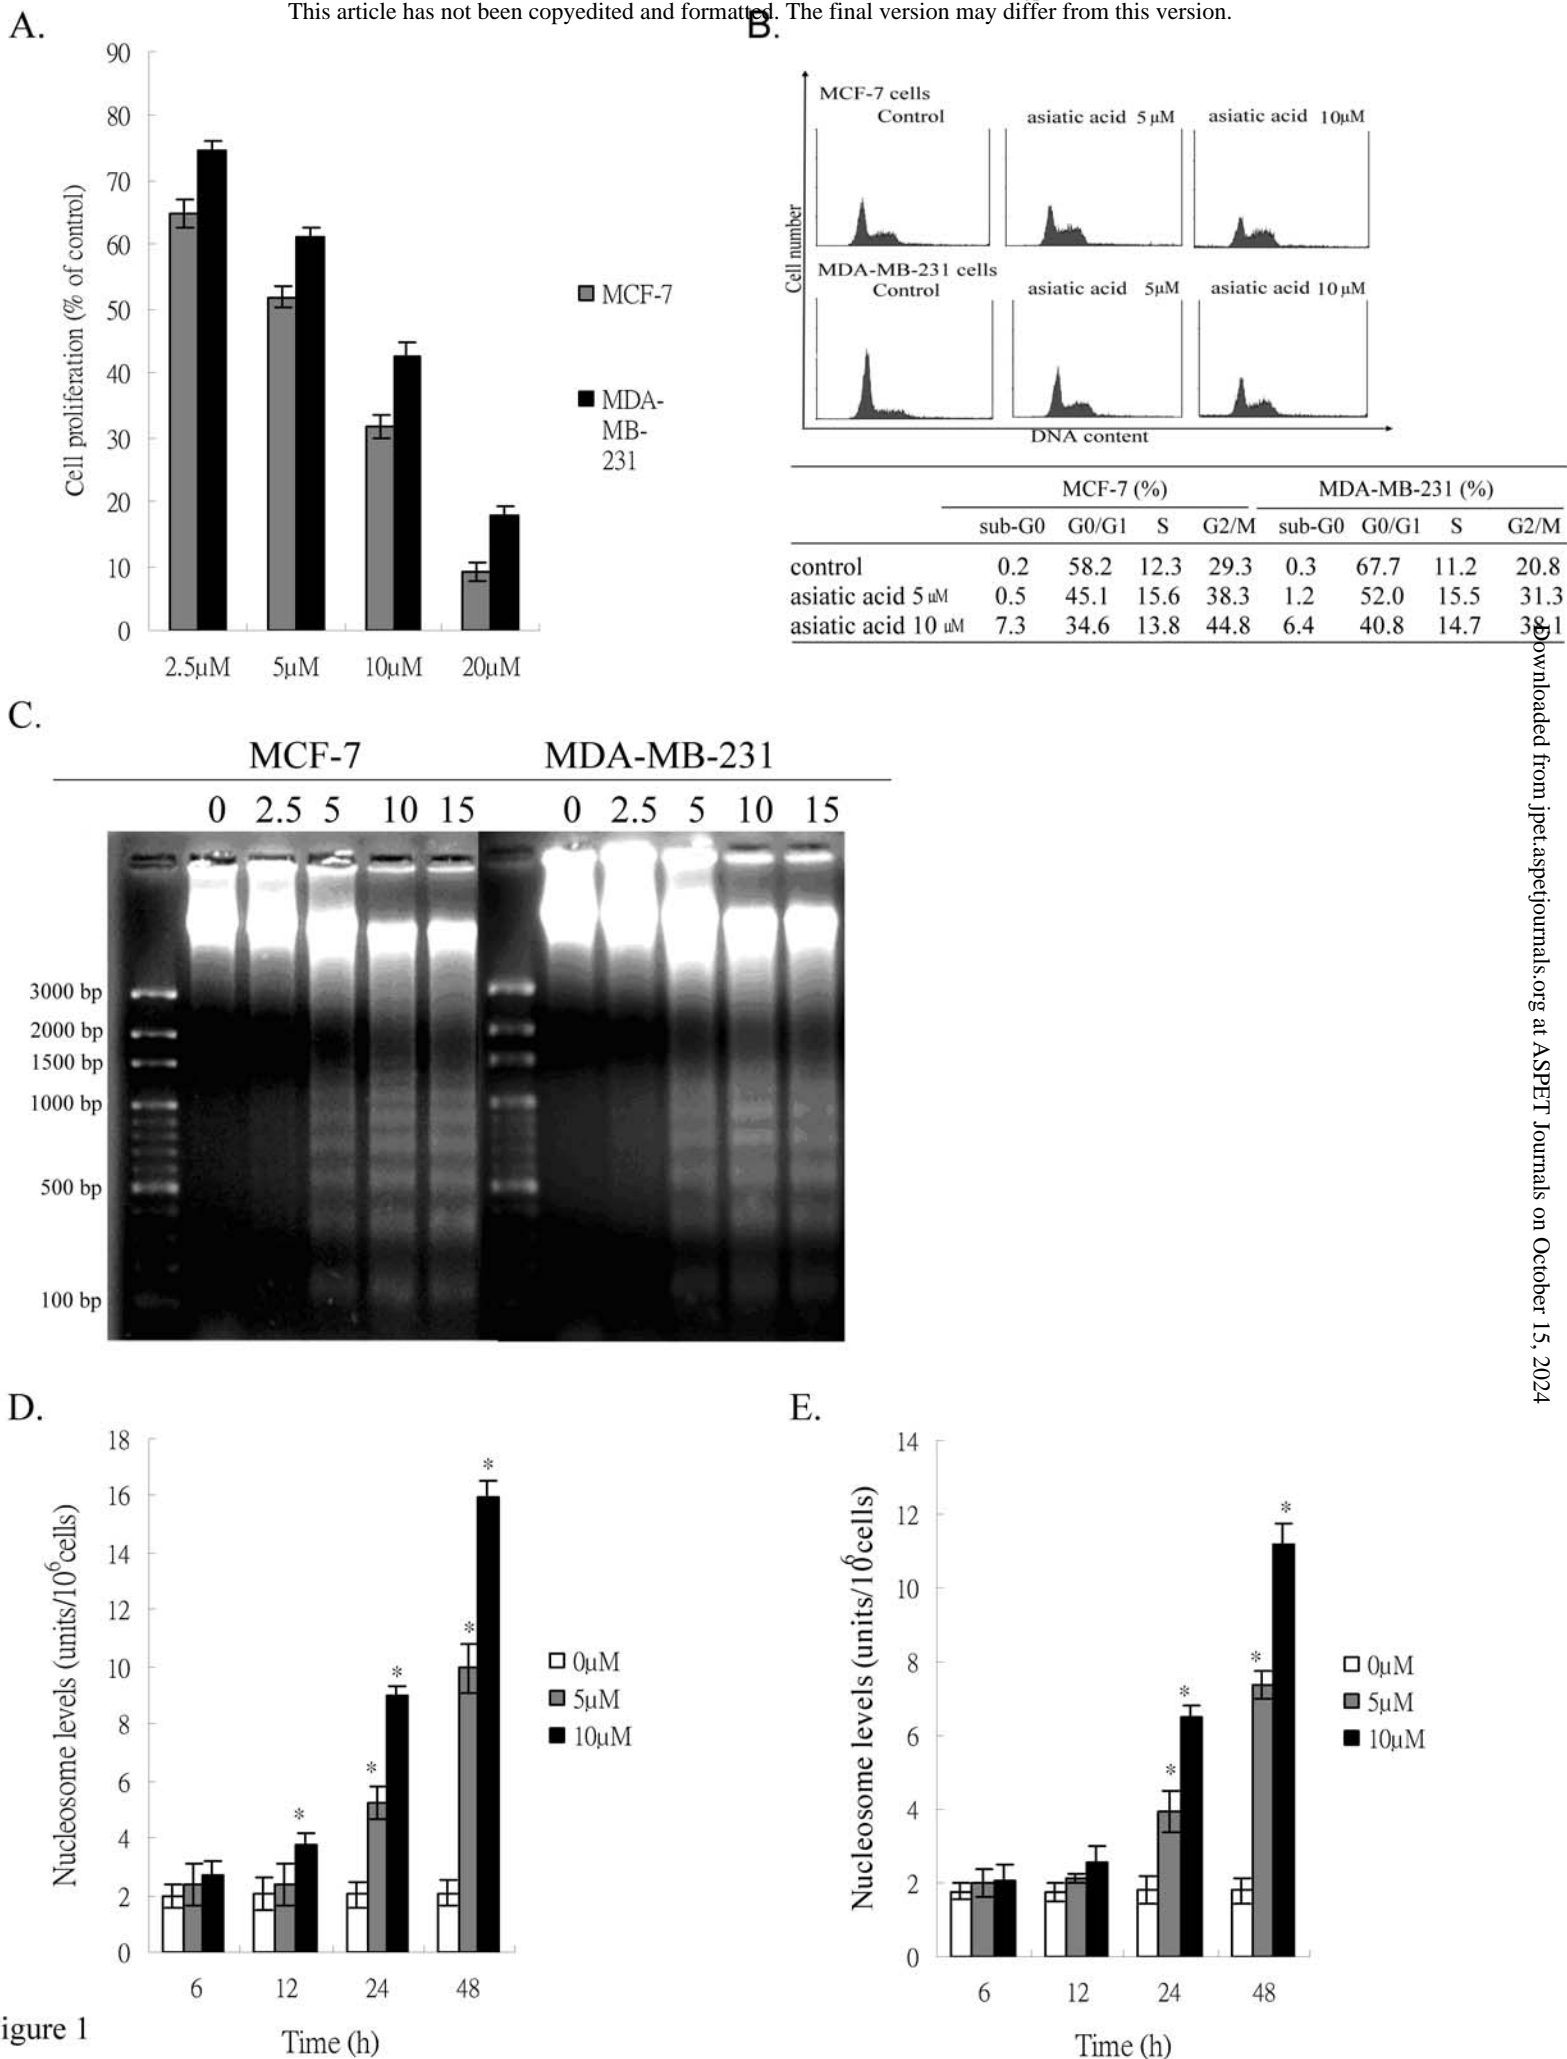 This article has not been copyedited and formatted. The final version may differ from this version.
A.
90
80
70
60
50
40
30
20
10
0
Cell proliferation (% of control)
2.5μM 5μM 10μM 20μM
MCF-7
MDA-
MB-
231
B.
MCF-7 cells
Control asiatic acid 5 μM asiatic acid 10μM
MDA-MB-231 cells
Control asiatic acid 5μM asiatic acid 10 μM
Cell number
DNA content
MCF-7 (%) MDA-MB-231 (%)
sub-G0 G0/G1 S G2/M sub-G0 G0/G1 S G2/M
control 0.2 58.2 12.3 29.3 0.3 67.7 11.2 20.8
asiatic acid 5 μM 0.5 45.1 15.6 38.3 1.2 52.0 15.5 31.3
asiatic acid 10 μM 7.3 34.6 13.8 44.8 6.4 40.8 14.7
Downloaded from jpet.aspetjournals.org at ASPET Journals on October 15, 2024
C.
MCF-7 MDA-MB-231
0 2.5 5 10 15 0 2.5 5 10 15
3000 bp
2000 bp
1500 bp
1000 bp
500 bp
100 bp
D.
18
16
14
12
10
8
6
4
2
0
Nucleosome levels (units/10⁶cells)
* * * * *
6 12 24 48
Time (h)
0μM
5μM
10μM
E.
14
12
10
8
6
4
2
0
Nucleosome levels (units/10⁶cells)
* * * *
6 12 24 48
Time (h)
0μM
5μM
10μM
igure 1